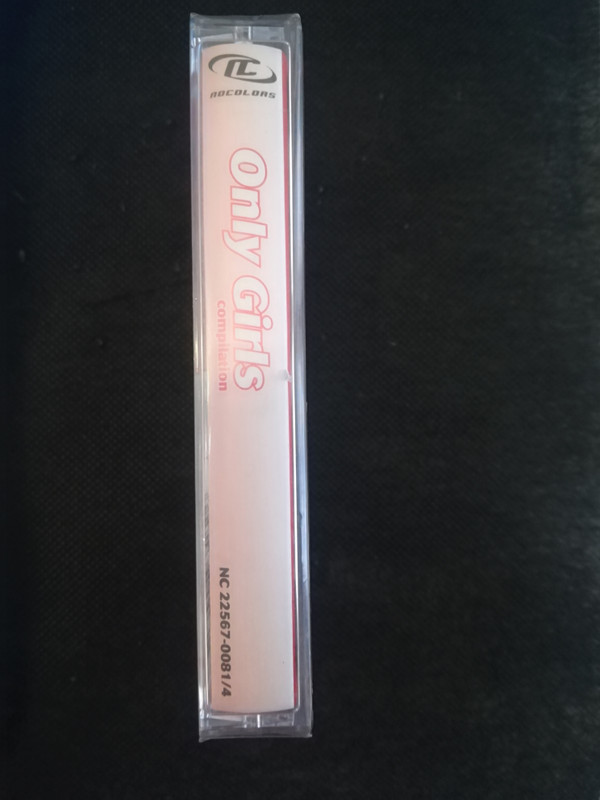 NC
NOCOLORS
Only Girls
compilation
NC 22567-0081/4